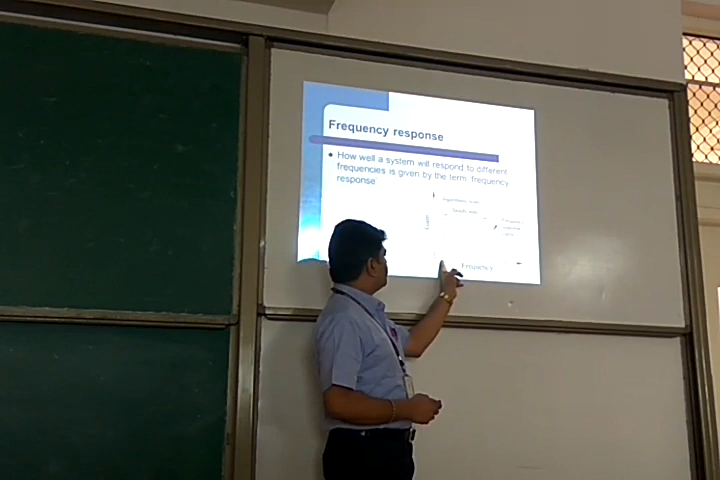 Frequency response
How well a system will respond to different
frequencies is given by the term frequency
response
Frequency